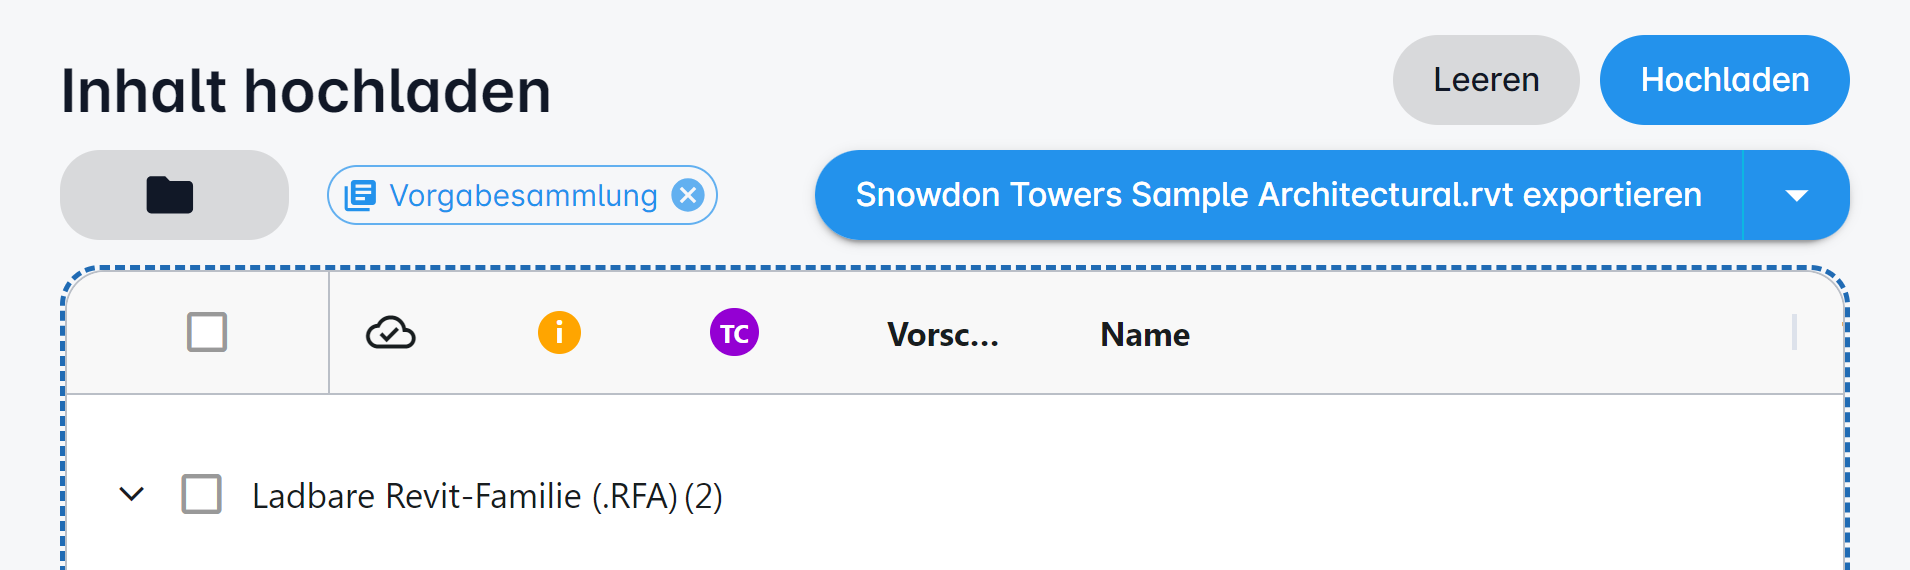 Inhalt hochladen
Leeren
Hochladen
Vorgabesammlung
Snowdon Towers Sample Architectural.rvt exportieren
i
TC
Vorsc...
Name
Ladbare Revit-Familie (.RFA) (2)